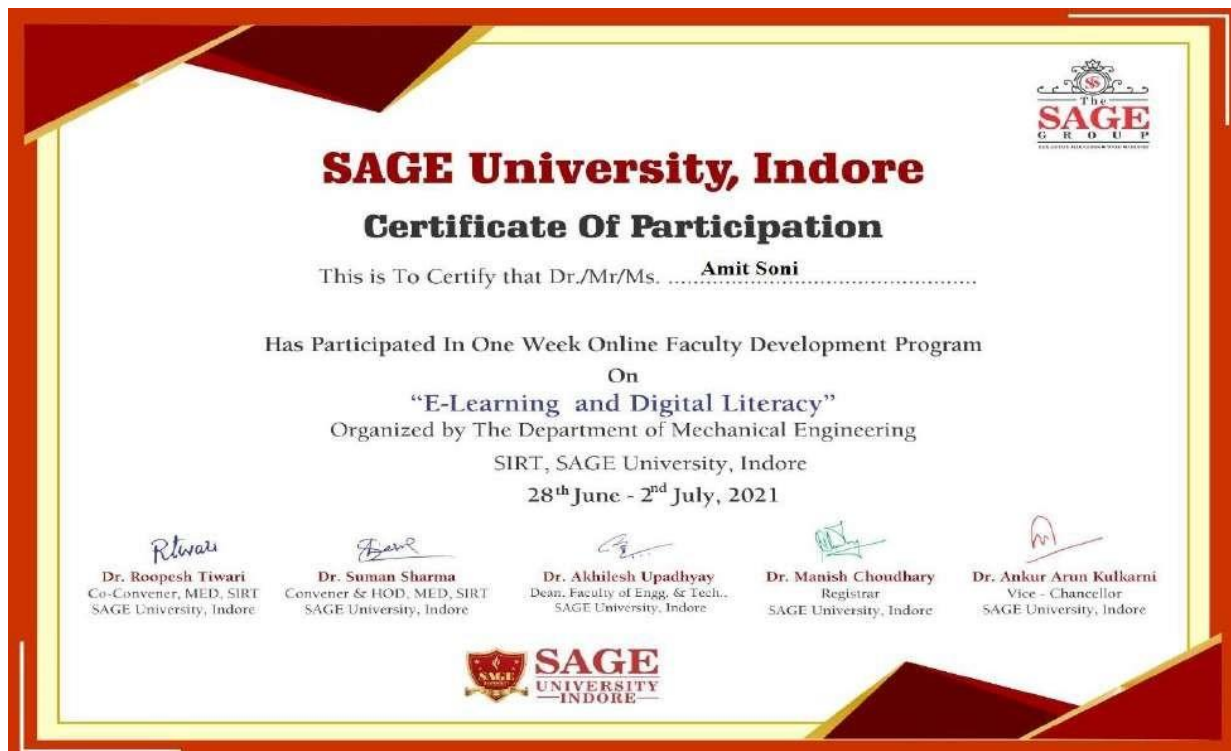 The
SAGE
GROUP
SAGE University, Indore
Certificate Of Participation
This is To Certify that Dr./Mr/Ms. ....Amit Soni................................
Has Participated In One Week Online Faculty Development Program
On
“E-Learning and Digital Literacy”
Organized by The Department of Mechanical Engineering
SIRT, SAGE University, Indore
28th June - 2nd July, 2021
RTiwari
Dr. Roopesh Tiwari
Co-Convener, MED, SIRT
SAGE University, Indore
Dr. Suman Sharma
Convener & HOD, MED, SIRT
SAGE University, Indore
Dr. Akhilesh Upadhyay
Dean. Faculty of Engg. & Tech..
SAGE University, Indore
Dr. Manish Choudhary
Registrar
SAGE University, Indore
Dr. Ankur Arun Kulkarni
Vice - Chancellor
SAGE University, Indore
SAGE
SAGE
UNIVERSITY
INDORE